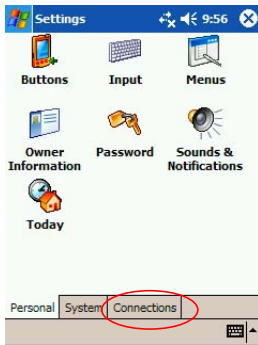 Settings 9:56
Buttons Input Menus
Owner Information Password Sounds & Notifications
Today
Personal System Connections